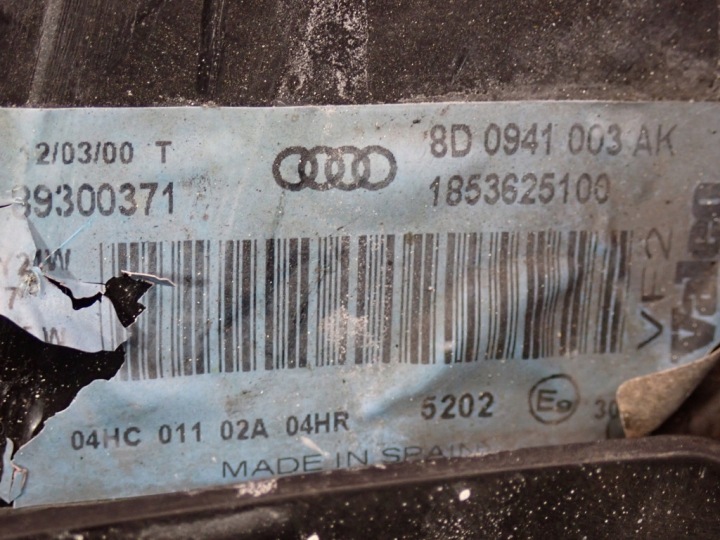 2/03/00 T
8D 0941 003 AK
89300371
1853625100
Valeo
VF2
5202
E9
04HC 011 02A 04HR
MADE IN SPAIN